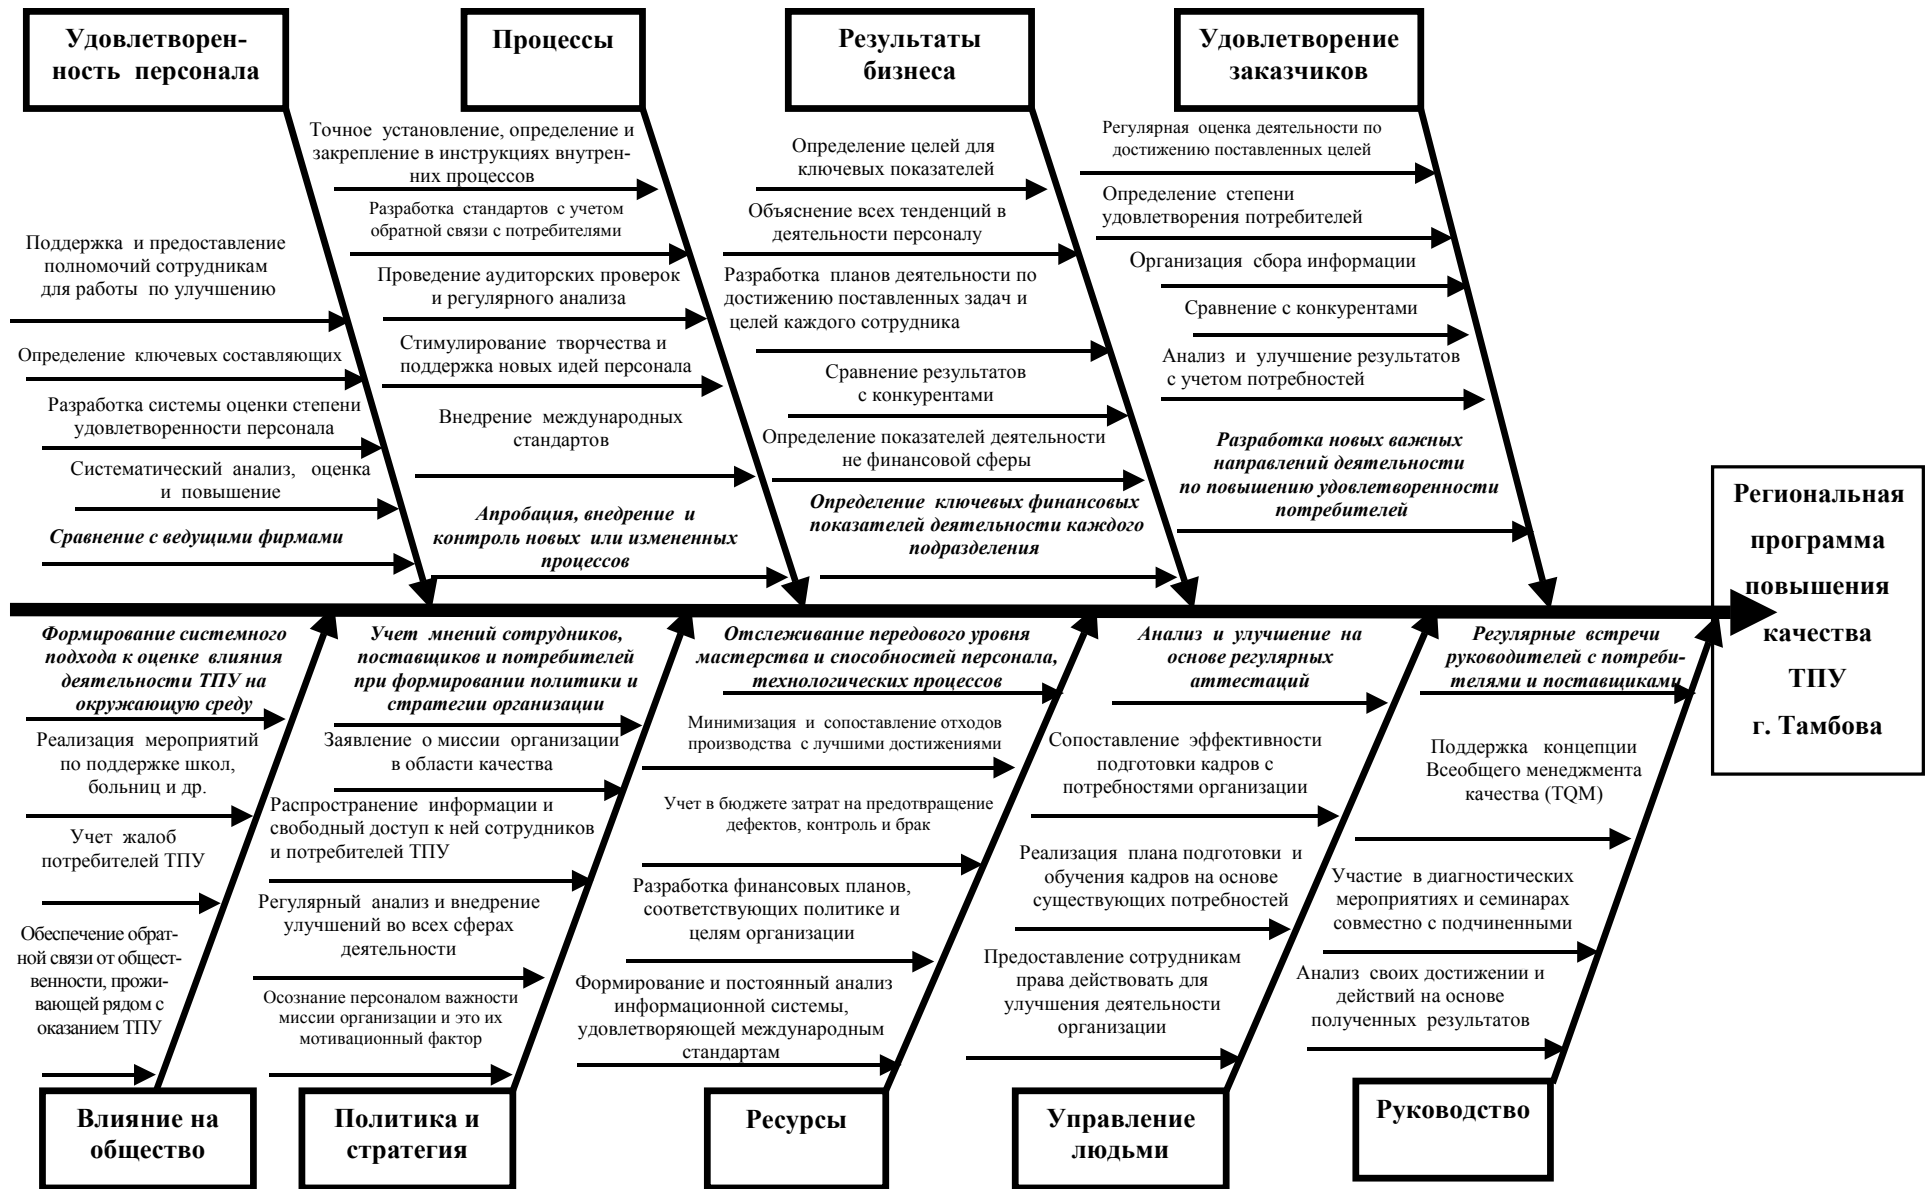 Удовлетворен-
ность персонала
Процессы
Результаты
бизнеса
Удовлетворение
заказчиков
Поддержка и предоставление
полномочий сотрудникам
для работы по улучшению
Определение ключевых составляющих
Разработка системы оценки степени
удовлетворенности персонала
Систематический анализ, оценка
и повышение
Сравнение с ведущими фирмами
Точное установление, определение и
закрепление в инструкциях внутрен-
них процессов
Разработка стандартов с учетом
обратной связи с потребителями
Проведение аудиторских проверок
и регулярного анализа
Стимулирование творчества и
поддержка новых идей персонала
Внедрение международных
стандартов
Апробация, внедрение и
контроль новых или измененных
процессов
Определение целей для
ключевых показателей
Объяснение всех тенденций в
деятельности персоналу
Разработка планов деятельности по
достижению поставленных задач и
целей каждого сотрудника
Сравнение результатов
с конкурентами
Определение показателей деятельности
не финансовой сферы
Определение ключевых финансовых
показателей деятельности каждого
подразделения
Регулярная оценка деятельности по
достижению поставленных целей
Определение степени
удовлетворения потребителей
Организация сбора информации
Сравнение с конкурентами
Анализ и улучшение результатов
с учетом потребностей
Разработка новых важных
направлений деятельности
по повышению удовлетворенности
потребителей
Региональная
программа
повышения
качества
ТПУ
г. Тамбова
Формирование системного
подхода к оценке влияния
деятельности ТПУ на
окружающую среду
Реализация мероприятий
по поддержке школ,
больниц и др.
Учет жалоб
потребителей ТПУ
Обеспечение обрат-
ной связи от общест-
венности, прожи-
вающей рядом с
оказанием ТПУ
Учет мнений сотрудников,
поставщиков и потребителей
при формировании политики и
стратегии организации
Заявление о миссии организации
в области качества
Распространение информации и
свободный доступ к ней сотрудников
и потребителей ТПУ
Регулярный анализ и внедрение
улучшений во всех сферах
деятельности
Осознание персоналом важности
миссии организации и это их
мотивационный фактор
Отслеживание передового уровня
мастерства и способностей персонала,
технологических процессов
Минимизация и сопоставление отходов
производства с лучшими достижениями
Учет в бюджете затрат на предотвращение
дефектов, контроль и брак
Разработка финансовых планов,
соответствующих политике и
целям организации
Формирование и постоянный анализ
информационной системы,
удовлетворяющей международным
стандартам
Анализ и улучшение на
основе регулярных
аттестаций
Сопоставление эффективности
подготовки кадров с
потребностями организации
Реализация плана подготовки и
обучения кадров на основе
существующих потребностей
Предоставление сотрудникам
права действовать для
улучшения деятельности
организации
Регулярные встречи
руководителей с потреби-
телями и поставщиками
Поддержка концепции
Всеобщего менеджмента
качества (TQM)
Участие в диагностических
мероприятиях и семинарах
совместно с подчиненными
Анализ своих достижении и
действий на основе
полученных результатов
Влияние на
общество
Политика и
стратегия
Ресурсы
Управление
людьми
Руководство